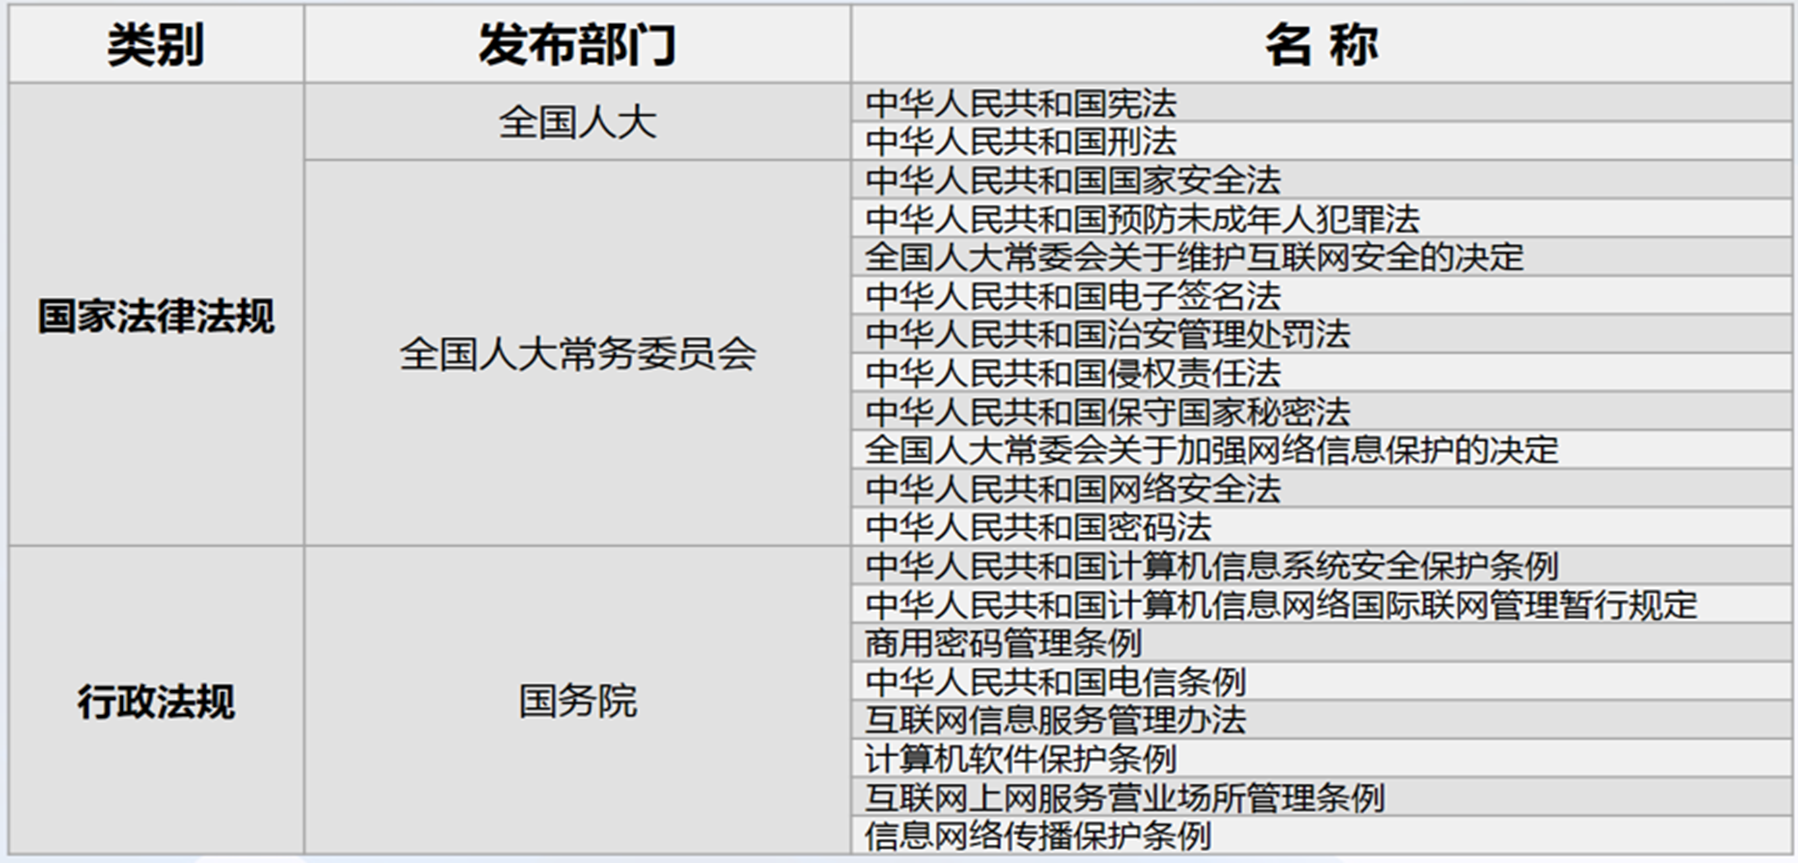 类别 发布部门 名 称
国家法律法规
全国人大
中华人民共和国宪法
中华人民共和国刑法
全国人大常务委员会
中华人民共和国国家安全法
中华人民共和国预防未成年人犯罪法
全国人大常委会关于维护互联网安全的决定
中华人民共和国电子签名法
中华人民共和国治安管理处罚法
中华人民共和国侵权责任法
中华人民共和国保守国家秘密法
全国人大常委会关于加强网络信息保护的决定
中华人民共和国网络安全法
中华人民共和国密码法
行政法规
国务院
中华人民共和国计算机信息系统安全保护条例
中华人民共和国计算机信息网络国际联网管理暂行规定
商用密码管理条例
中华人民共和国电信条例
互联网信息服务管理办法
计算机软件保护条例
互联网上网服务营业场所管理条例
信息网络传播保护条例